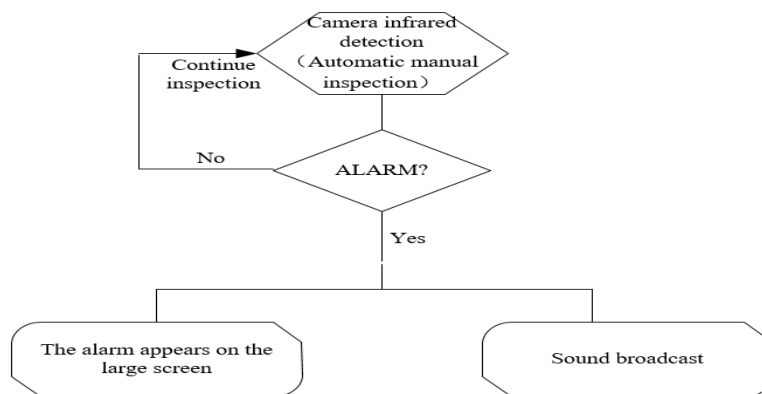 Camera infrared
detection
（Automatic manual
inspection）
Continue
inspection
No
ALARM?
Yes
The alarm appears on the
large screen
Sound broadcast